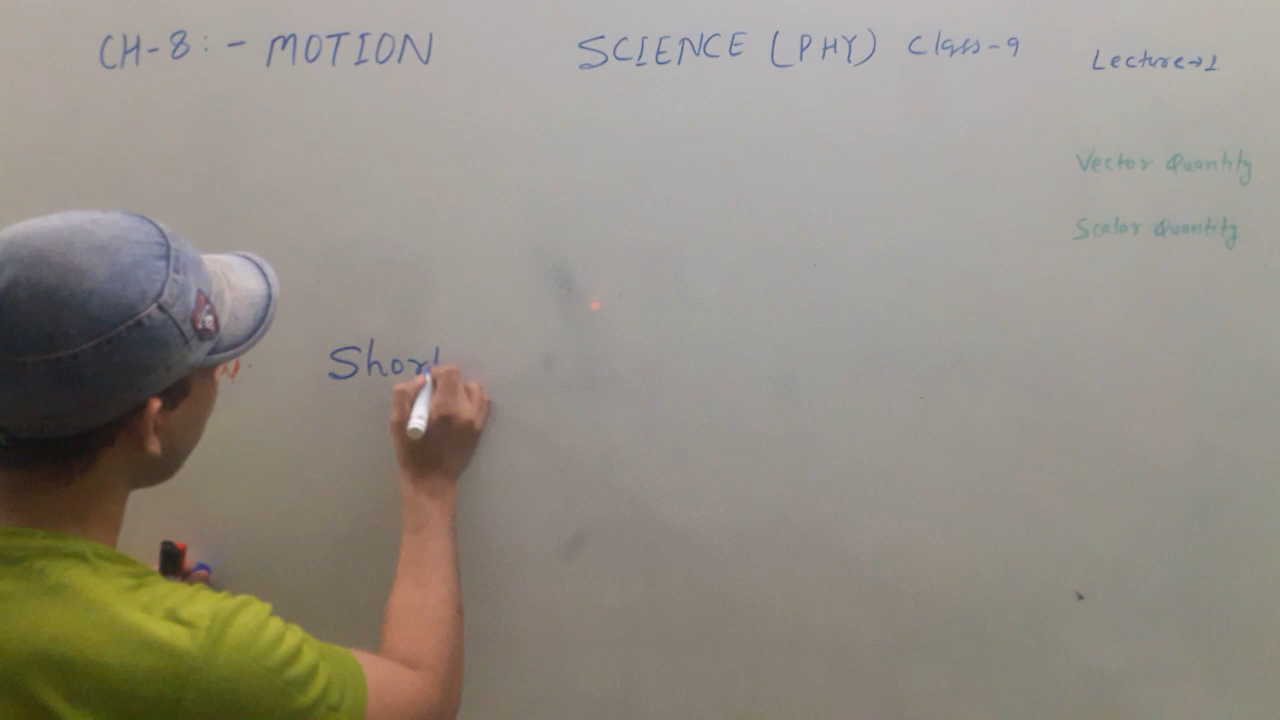 CH-8:- MOTION
SCIENCE (PHY) Class-9
Lecture→1
Vector Quantity
Scalar Quantity
Short